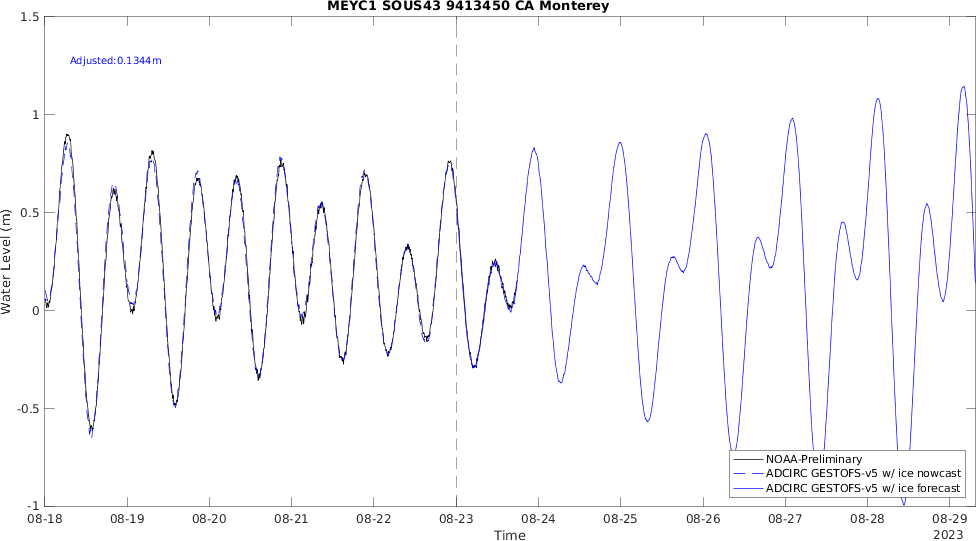 MEYC1 SOUS43 9413450 CA Monterey
Adjusted:0.1344m
Water Level (m)
1.5
1
0.5
0
-0.5
-1
NOAA-Preliminary
ADCIRC GESTOFS-v5 w/ ice nowcast
ADCIRC GESTOFS-v5 w/ ice forecast
08-18 08-19 08-20 08-21 08-22 08-23 08-24 08-25 08-26 08-27 08-28 08-29
Time
2023